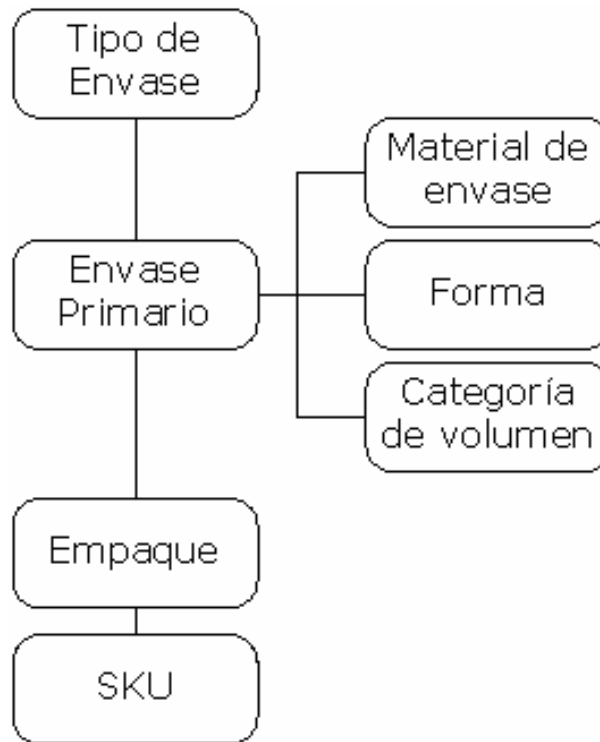 Tipo de
Envase
Material de
envase
Envase
Primario
Forma
Categoría
de volumen
Empaque
SKU